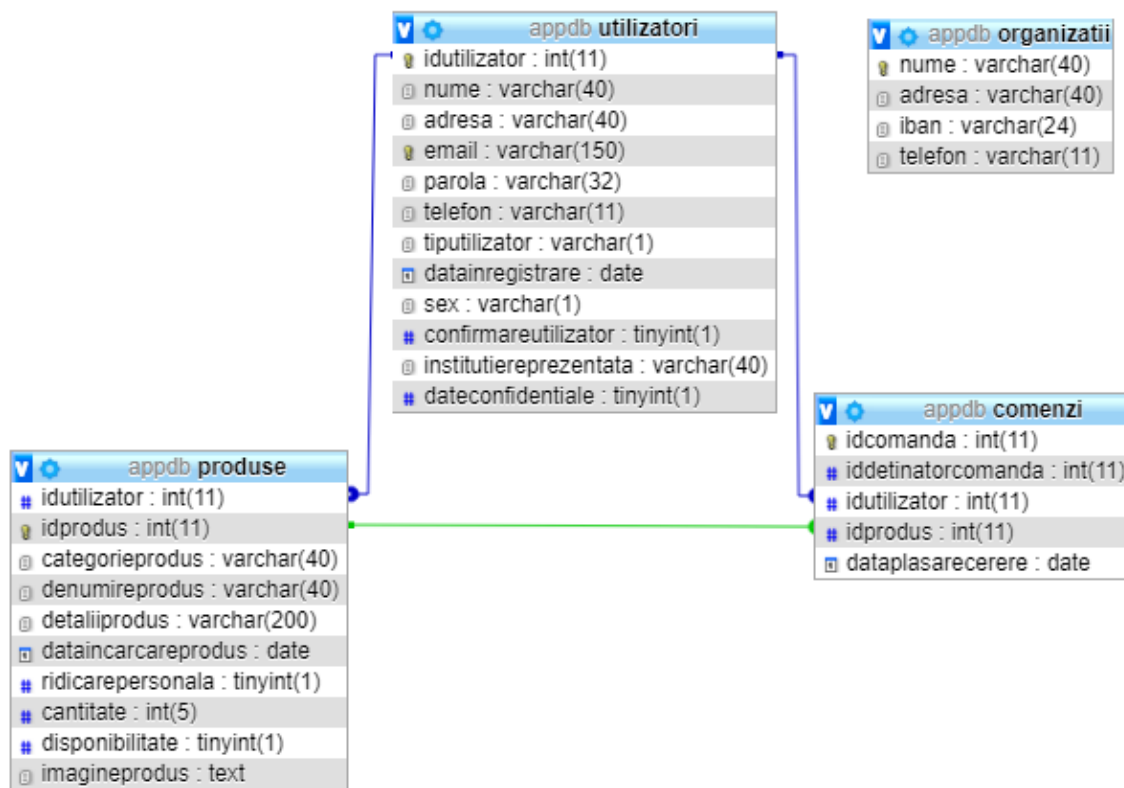 appdb utilizatori
idutilizator : int(11)
nume : varchar(40)
adresa : varchar(40)
email : varchar(150)
parola : varchar(32)
telefon : varchar(11)
tiputilizator : varchar(1)
datainregistrare : date
sex : varchar(1)
confirmareutilizator : tinyint(1)
institutiereprezentata : varchar(40)
dateconfidentiale : tinyint(1)
appdb organizatii
nume : varchar(40)
adresa : varchar(40)
iban : varchar(24)
telefon : varchar(11)
appdb produse
idutilizator : int(11)
idprodus : int(11)
categorieprodus : varchar(40)
denumireprodus : varchar(40)
detaliiprodus : varchar(200)
dataincarcareprodus : date
ridicarepersonala : tinyint(1)
cantitate : int(5)
disponibilitate : tinyint(1)
imagineprodus : text
appdb comenzi
idcomanda : int(11)
iddetinatorcomanda : int(11)
idutilizator : int(11)
idprodus : int(11)
dataplasarecerere : date